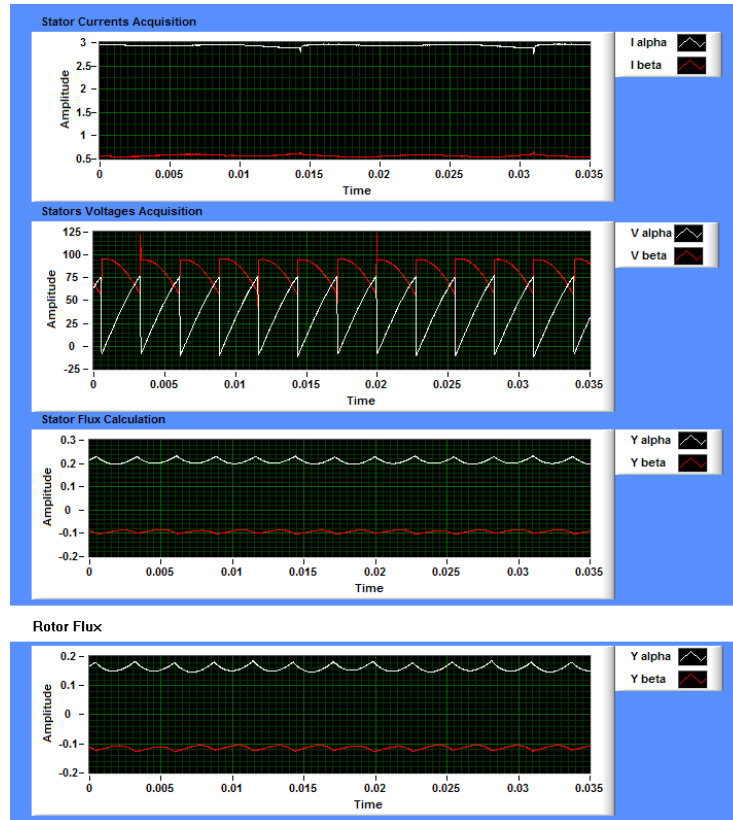 Stator Currents Acquisition
3
2.5
2
1.5
1
0.5
Amplitude
0 0.005 0.01 0.015 0.02 0.025 0.03 0.035
Time
I alpha
I beta
Stators Voltages Acquisition
125
100
75
50
25
0
-25
Amplitude
0 0.005 0.01 0.015 0.02 0.025 0.03 0.035
Time
V alpha
V beta
Stator Flux Calculation
0.3
0.2
0.1
0
-0.1
-0.2
Amplitude
0 0.005 0.01 0.015 0.02 0.025 0.03 0.035
Time
Y alpha
Y beta
Rotor Flux
0.2
0.1
0
-0.1
-0.2
Amplitude
0 0.005 0.01 0.015 0.02 0.025 0.03 0.035
Time
Y alpha
Y beta